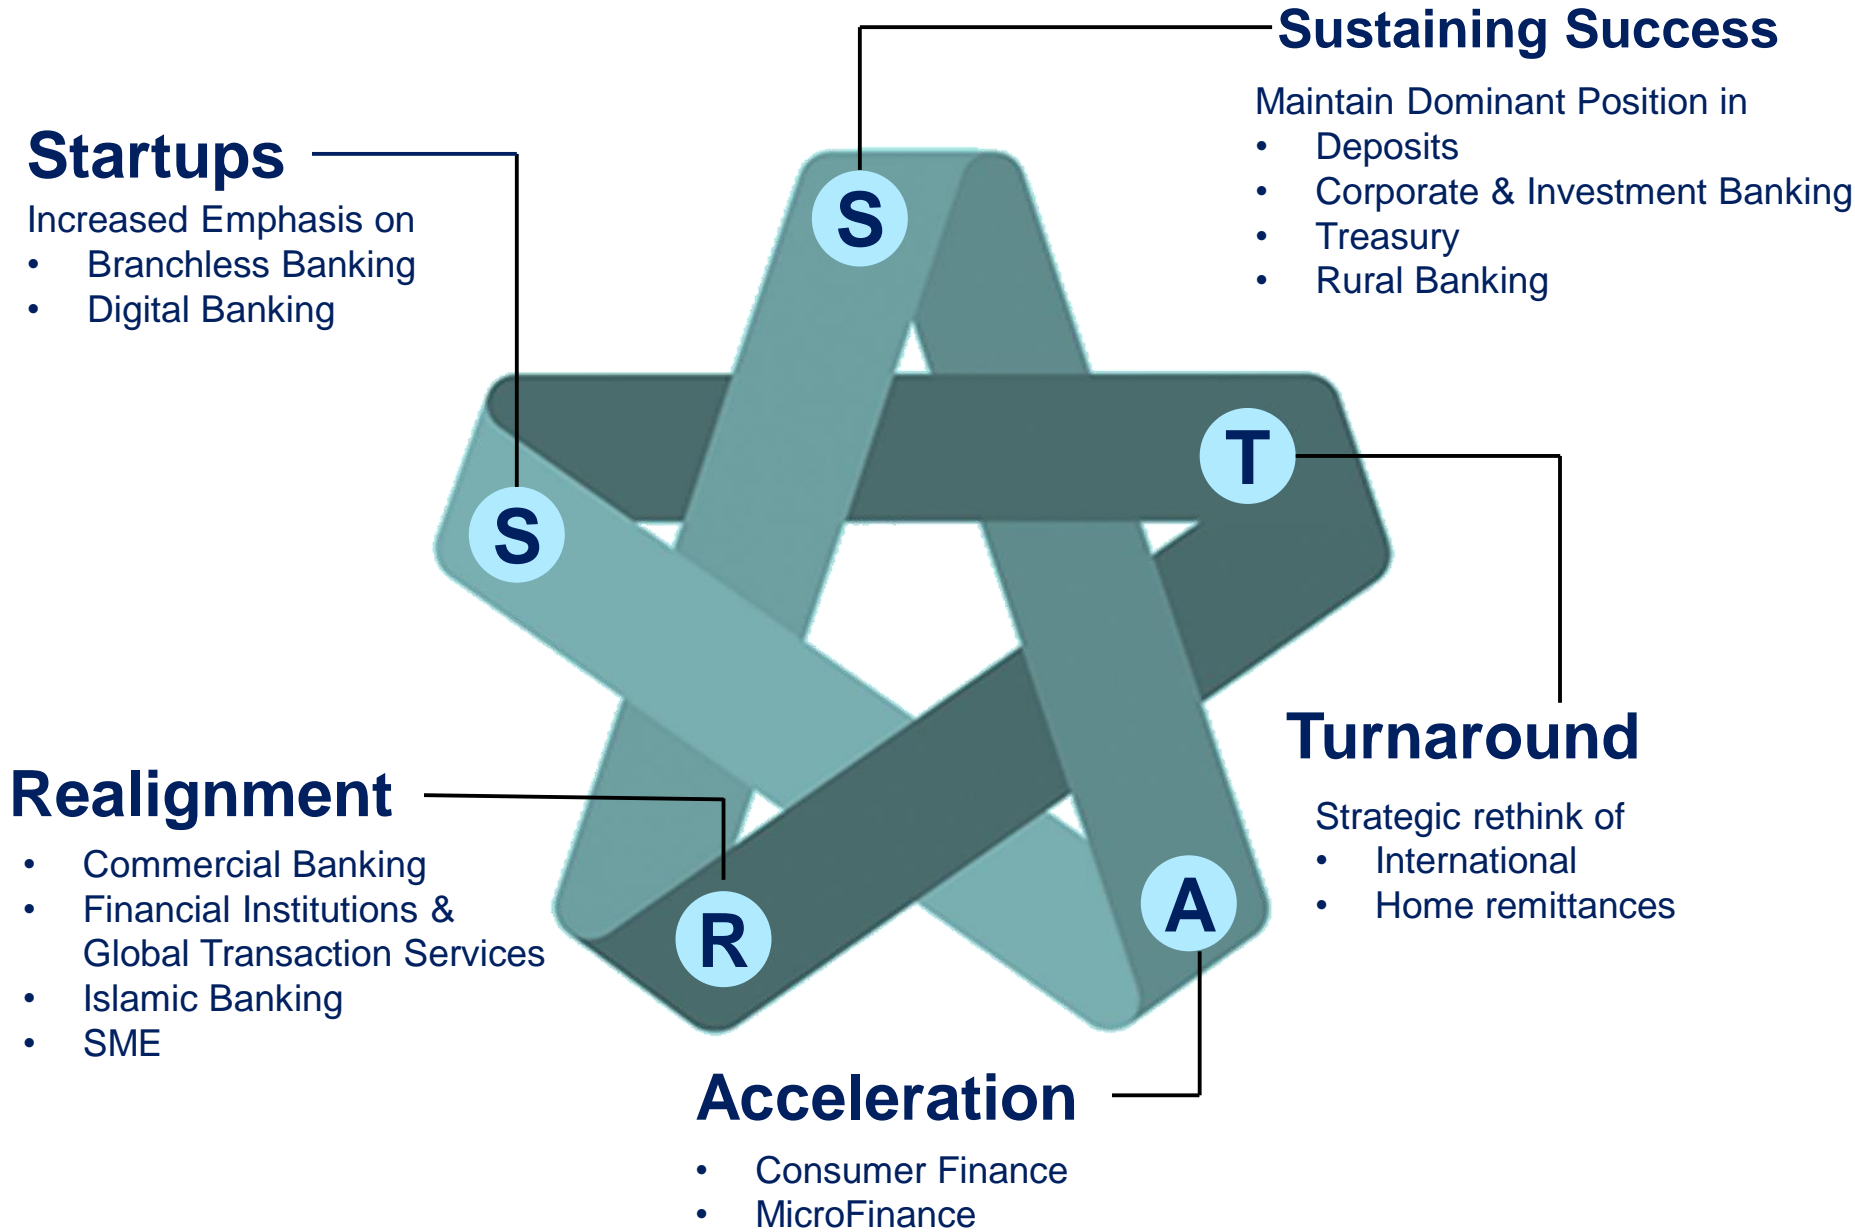 Sustaining Success
Maintain Dominant Position in
• Deposits
• Corporate & Investment Banking
• Treasury
• Rural Banking
Startups
Increased Emphasis on
• Branchless Banking
• Digital Banking
S
T
S
Turnaround
Strategic rethink of
• International
• Home remittances
Realignment
• Commercial Banking
• Financial Institutions &
Global Transaction Services
• Islamic Banking
• SME
R
A
Acceleration
• Consumer Finance
• MicroFinance